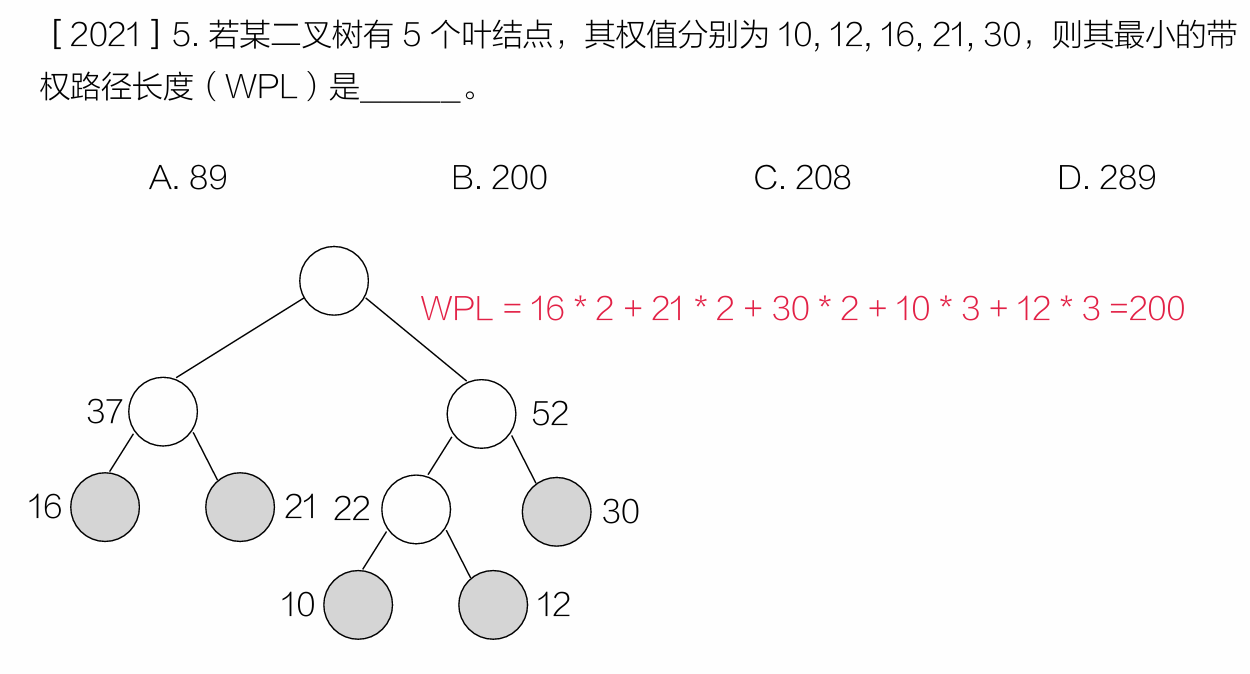 [ 2021 ] 5. 若某二叉树有 5 个叶结点，其权值分别为 10, 12, 16, 21, 30，则其最小的带
权路径长度（WPL）是______。
A. 89 B. 200 C. 208 D. 289
WPL = 16 * 2 + 21 * 2 + 30 * 2 + 10 * 3 + 12 * 3 =200
37 52
16 21 22 30
10 12